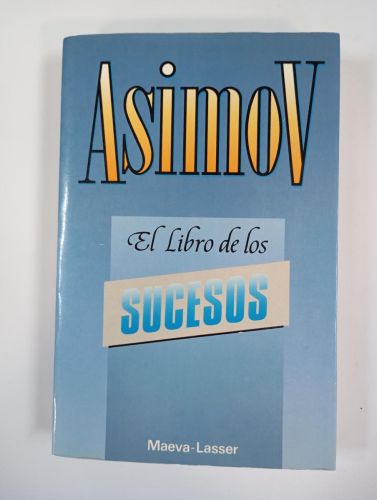 Asimov
El Libro de los
SUCESOS
Maeva-Lasser